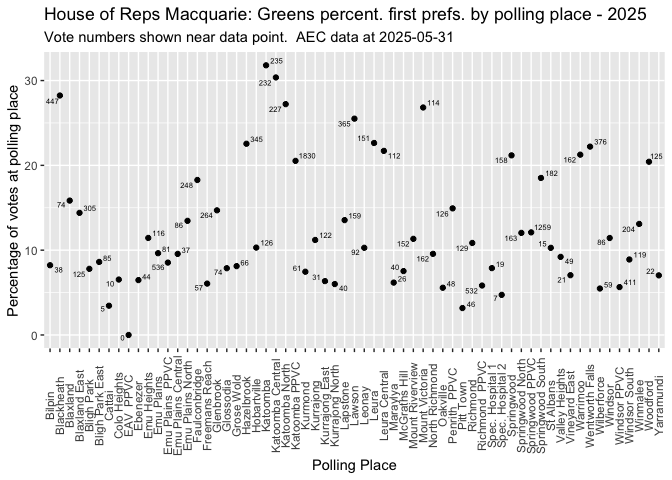 House of Reps Macquarie: Greens percent. first prefs. by polling place - 2025
Vote numbers shown near data point.  AEC data at 2025-05-31
Percentage of votes at polling place
30
20
10
0
447
38
74
305
125
85
5
10
0
44
116
536
81
37
86
248
57
264
74
66
345
126
235
232
227
1830
61
112
31
40
159
365
92
151
112
40
26
152
114
162
48
126
46
129
532
19
7
158
163
1259
182
15
21
49
162
376
59
86
411
119
204
125
22
Bilpin
Blackheath
Blaxland
Blaxland East
Bligh Park
Bligh Park East
Cattai
Colo Heights
EAV PPVC
Ebenezer
Emu Heights
Emu Plains
Emu Plains PPVC
Emu Plains Central
Emu Plains North
Faulconbridge
Freemans Reach
Glenbrook
Glossodia
Grose Wold
Hazelbrook
Hobartville
Katoomba
Katoomba Central
Katoomba North
Katoomba PPVC
Kurmond
Kurrajong
Kurrajong East
Kurrajong North
Lapstone
Lawson
Leonay
Leura
Leura Central
Maraylya
McGraths Hill
Mount Riverview
Mount Victoria
North Richmond
Oakville
Penrith PPVC
Pitt Town
Richmond
Richmond PPVC
Spec. Hospital 1
Spec. Hospital 2
Springwood
Springwood North
Springwood PPVC
Springwood South
St Albans
Valley Heights
Vineyard East
Warrimoo
Wentworth Falls
Wilberforce
Windsor
Windsor PPVC
Windsor South
Winmalee
Woodford
Yarramundi
Polling Place